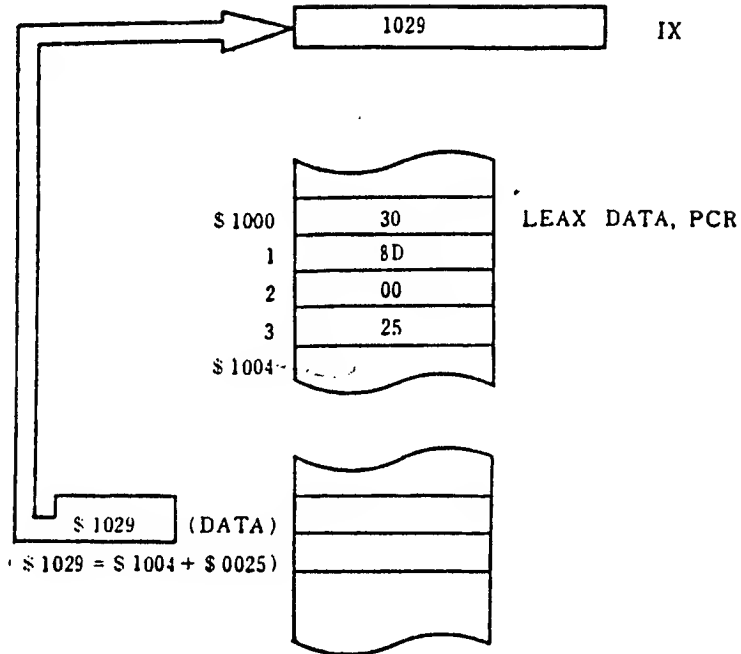 1029 IX
$ 1000 30 LEAX DATA, PCR
1 8D
2 00
3 25
$ 1004
$ 1029 (DATA)
( $ 1029 = $ 1004 + $ 0025)